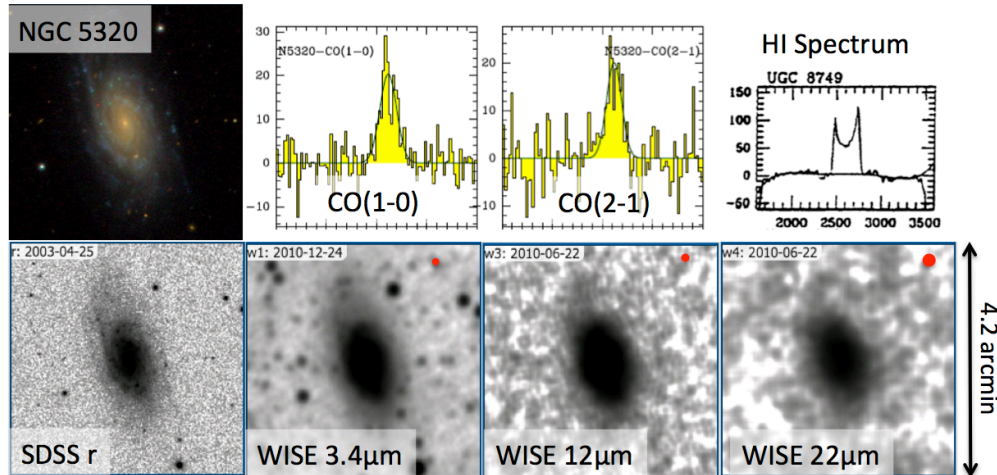 NGC 5320
30
20
10
0
-10
N5320-CO(1-0)
CO(1-0)
20
10
0
-10
N5320-CO(2-1)
CO(2-1)
HI Spectrum
UGC 8749
150
100
50
0
-50
2000
2500
3000
3500
r: 2003-04-25
SDSS r
w1: 2010-12-24
WISE 3.4μm
w3: 2010-06-22
WISE 12μm
w4: 2010-06-22
WISE 22μm
4.2 arcmin